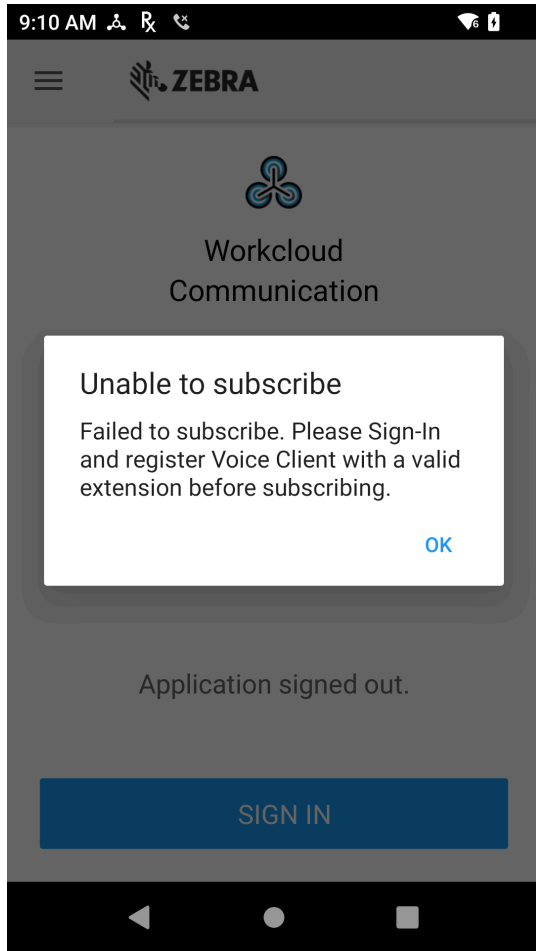 9:10 AM
ZEBRA
Workcloud
Communication
Unable to subscribe
Failed to subscribe. Please Sign-In
and register Voice Client with a valid
extension before subscribing.
OK
Application signed out.
SIGN IN